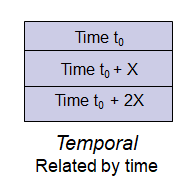 Time t₀
Time t₀ + X
Time t₀ + 2X
Temporal
Related by time